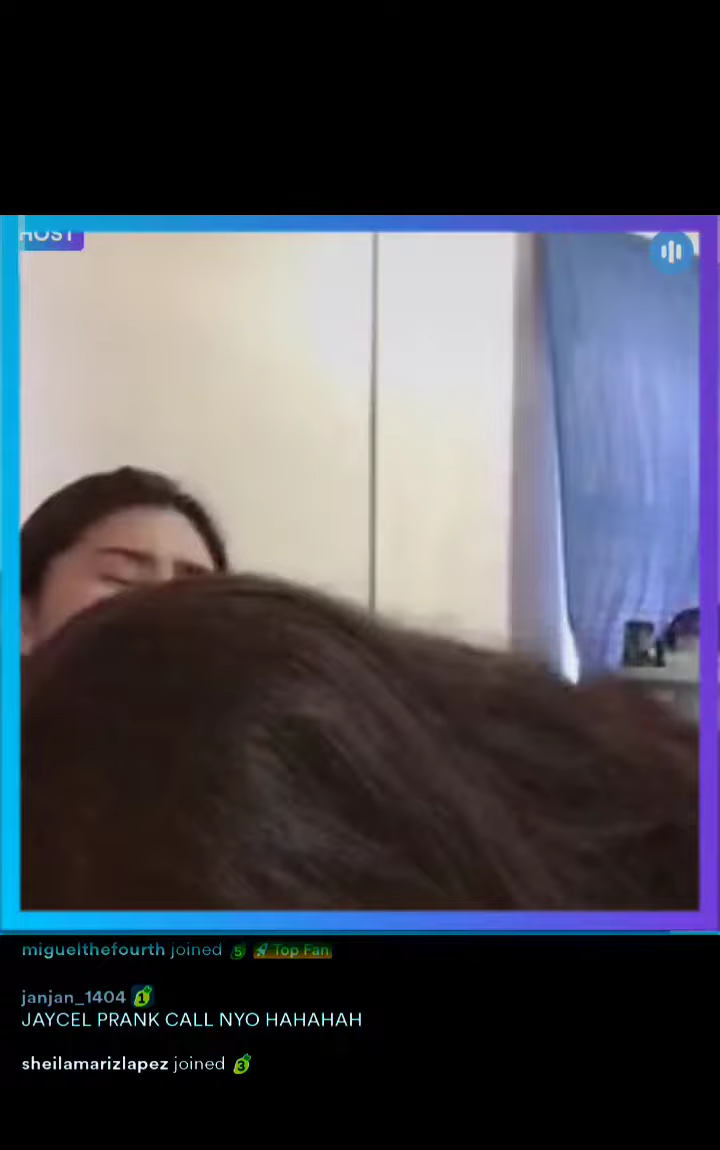 HOST
miguelthefourth joined 5 Top Fan
janjan_1404 1
JAYCEL PRANK CALL NYO HAHAHAH
sheilamarizlapez joined 3